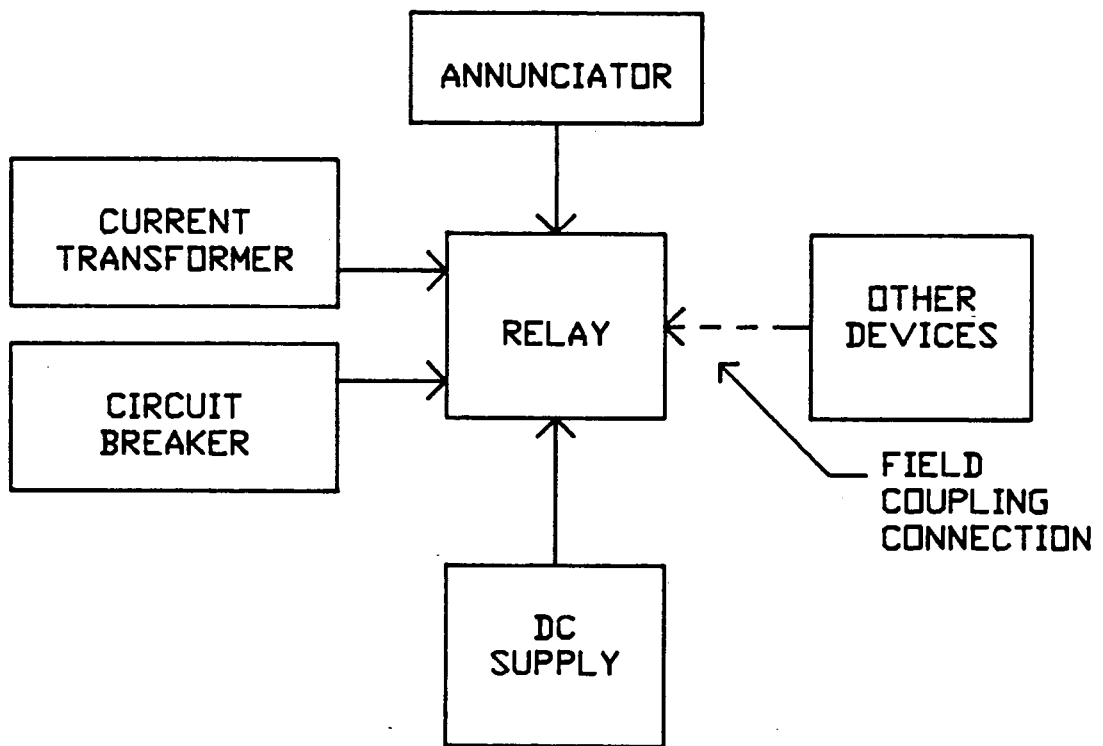 ANNUNCIATOR
CURRENT
TRANSFORMER
RELAY
OTHER
DEVICES
CIRCUIT
BREAKER
FIELD
COUPLING
CONNECTION
DC
SUPPLY